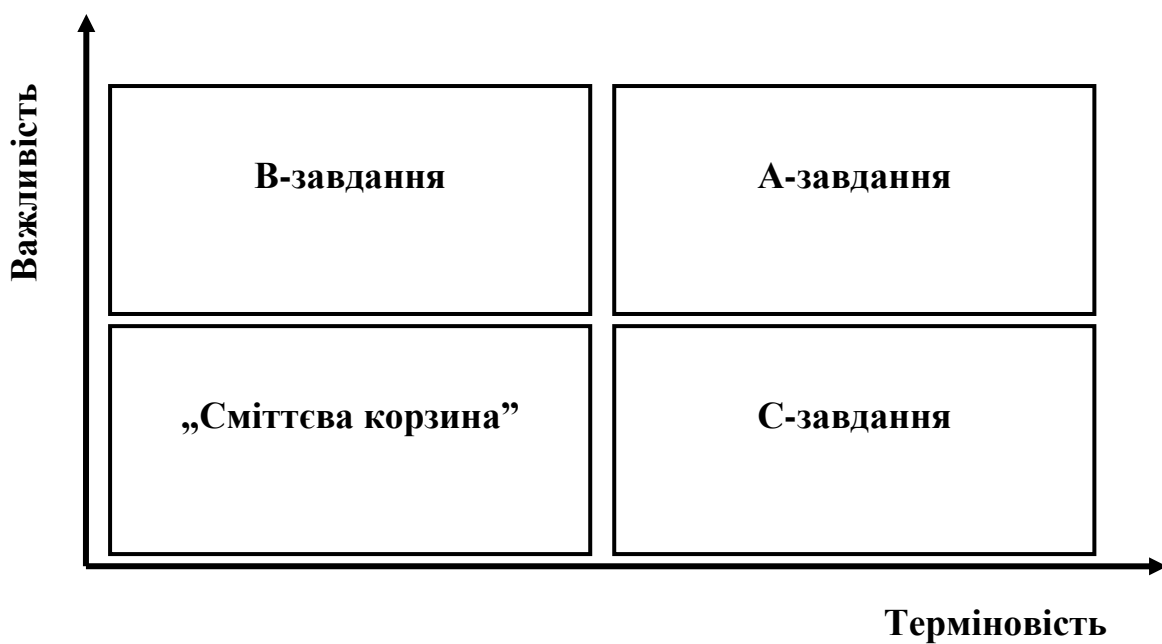 Важливість
В-завдання
А-завдання
„Сміттєва корзина”
С-завдання
Терміновість